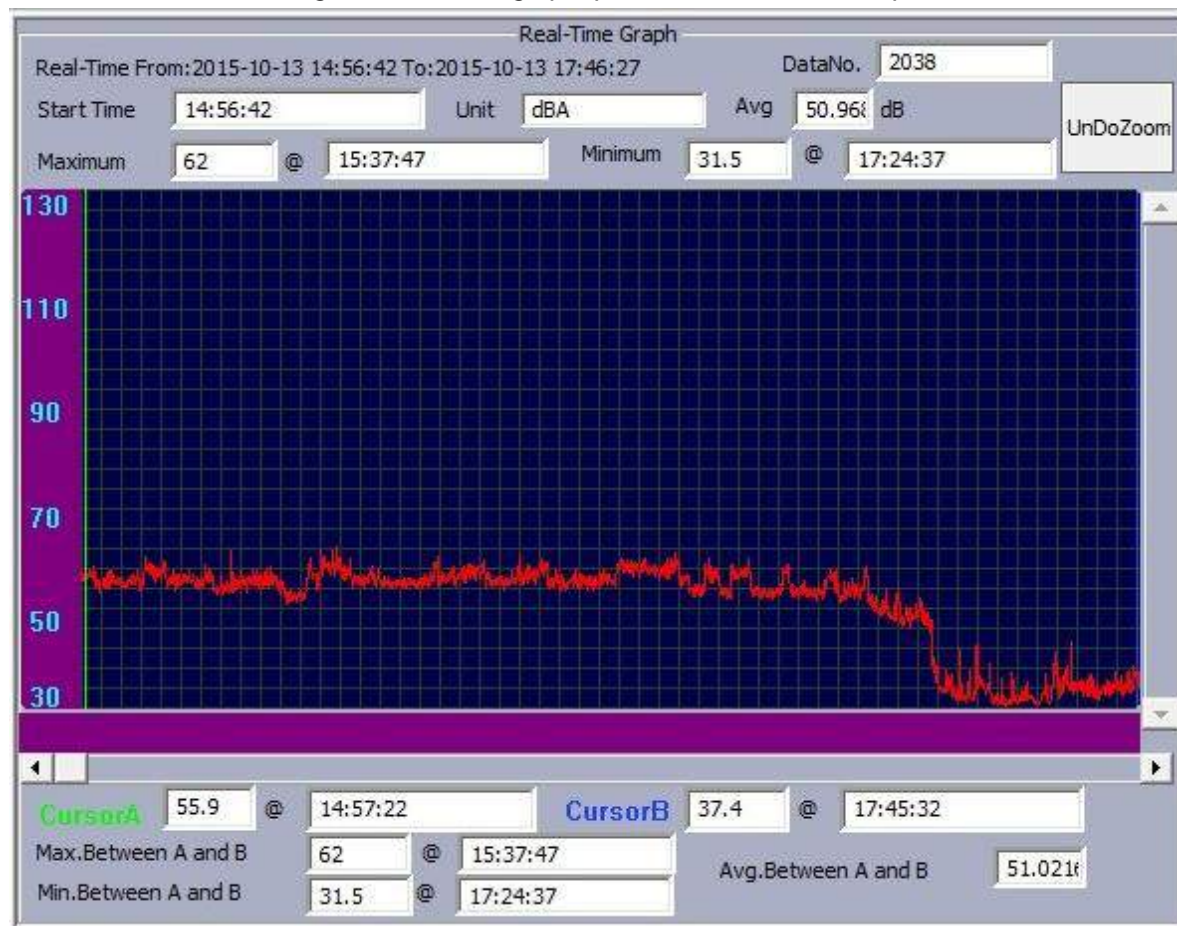 Real-Time Graph
Real-Time From:2015-10-13 14:56:42 To:2015-10-13 17:46:27 DataNo. 2038
Start Time 14:56:42 Unit dBA Avg 50.968 dB
UnDoZoom
Maximum 62 @ 15:37:47 Minimum 31.5 @ 17:24:37
130
110
90
70
50
30
CursorA 55.9 @ 14:57:22 CursorB 37.4 @ 17:45:32
Max.Between A and B 62 @ 15:37:47
Avg.Between A and B 51.0216
Min.Between A and B 31.5 @ 17:24:37